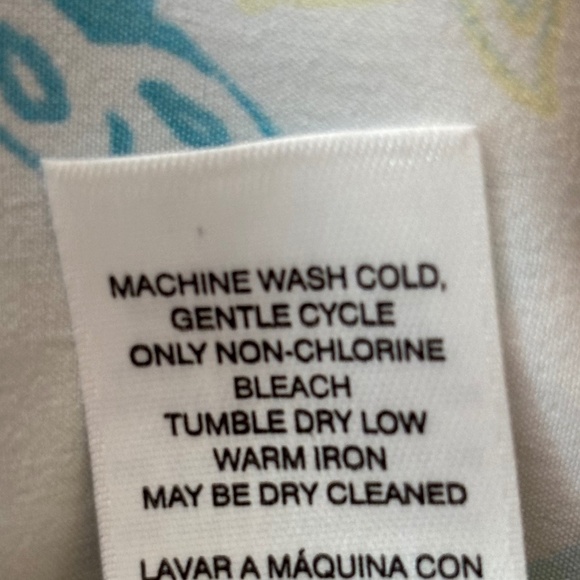 MACHINE WASH COLD,
GENTLE CYCLE
ONLY NON-CHLORINE
BLEACH
TUMBLE DRY LOW
WARM IRON
MAY BE DRY CLEANED
LAVAR A MÁQUINA CON